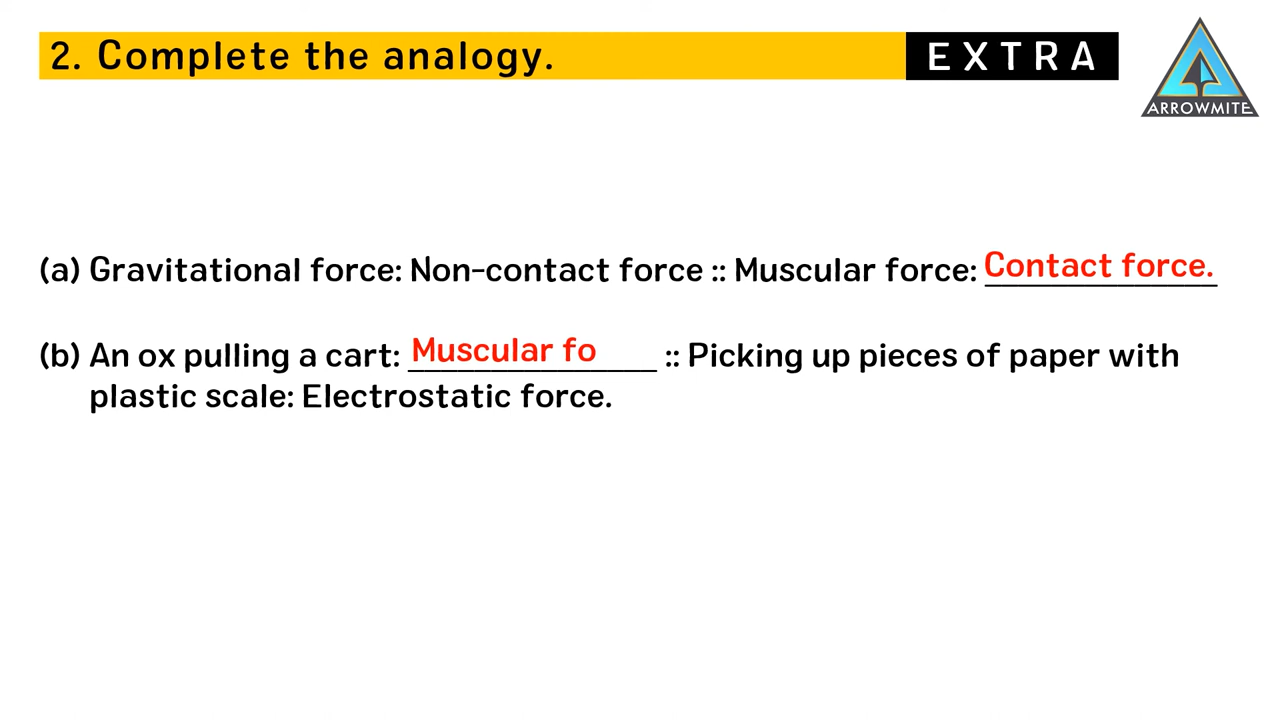 2. Complete the analogy.
EXTRA
ARROWMITE
(a) Gravitational force: Non-contact force :: Muscular force: Contact force.
(b) An ox pulling a cart: Muscular fo :: Picking up pieces of paper with
plastic scale: Electrostatic force.